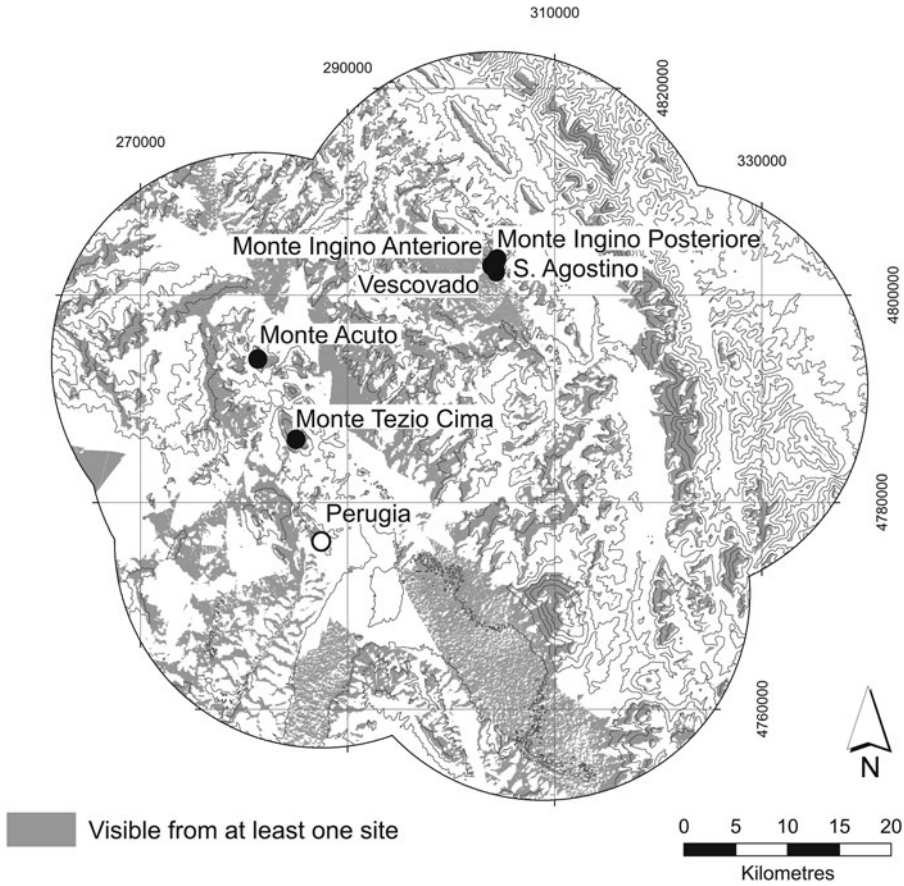 310000
290000
4820000
270000
330000
Monte Ingino Anteriore
Monte Ingino Posteriore
S. Agostino
Vescovado
4800000
Monte Acuto
Monte Tezio Cima
4780000
Perugia
4760000
N
Visible from at least one site
0 5 10 15 20
Kilometres